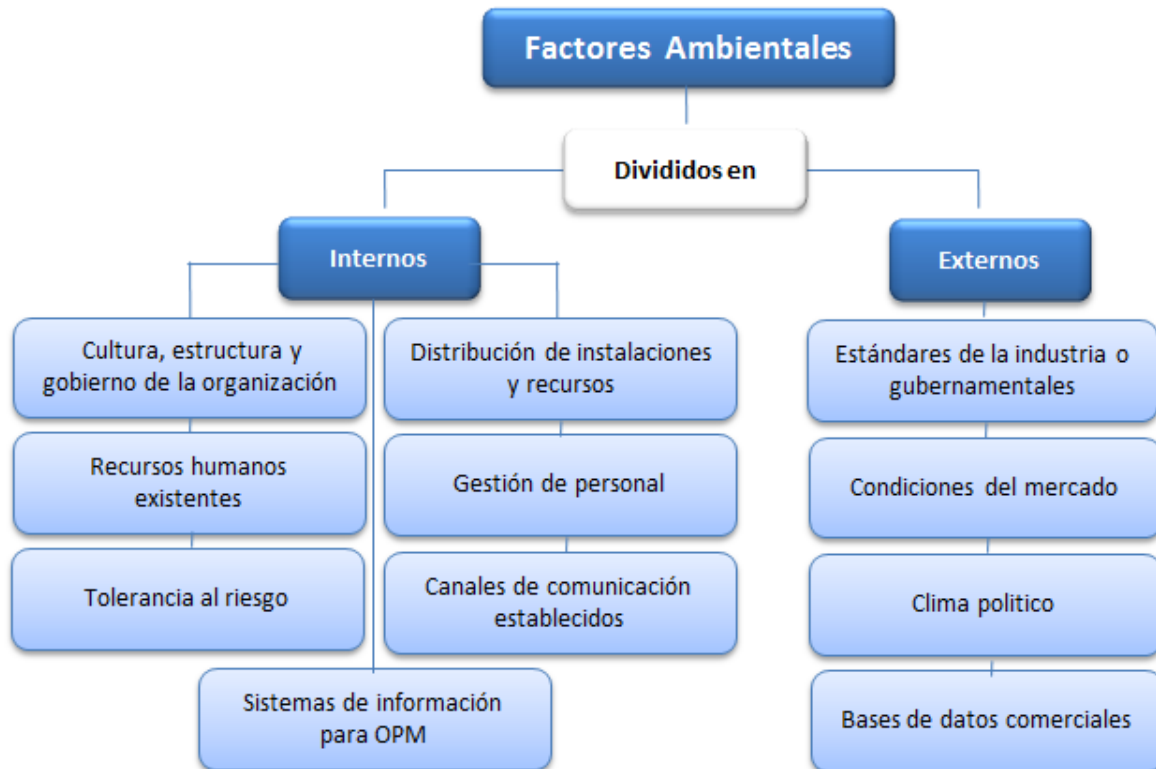 Factores Ambientales
Divididos en
Internos
Externos
Cultura, estructura y
gobierno de la organización
Recursos humanos
existentes
Tolerancia al riesgo
Distribución de instalaciones
y recursos
Gestión de personal
Canales de comunicación
establecidos
Sistemas de información
para OPM
Estándares de la industria o
gubernamentales
Condiciones del mercado
Clima politico
Bases de datos comerciales